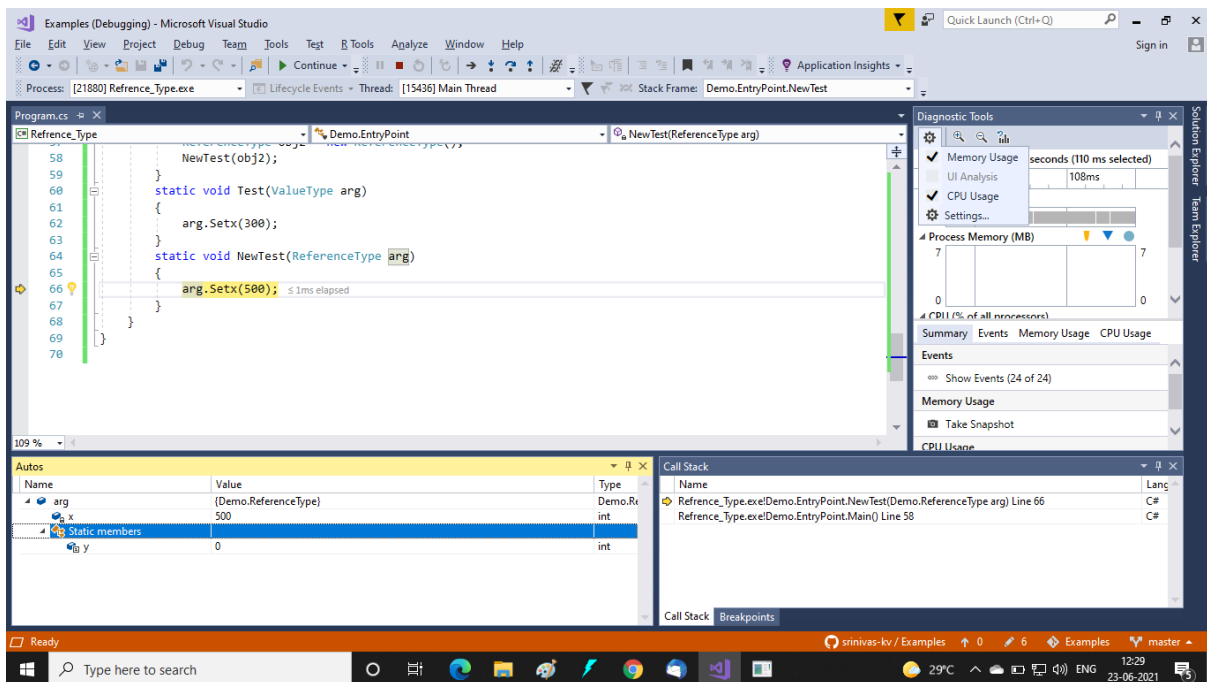 Examples (Debugging) - Microsoft Visual Studio
Quick Launch (Ctrl+Q)
File Edit View Project Debug Team Tools Test R Tools Analyze Window Help
Sign in
Continue
Application Insights
Process: [21880] Refrence_Type.exe Lifecycle Events Thread: [15436] Main Thread Stack Frame: Demo.EntryPoint.NewTest
Program.cs
Refrence_Type Demo.EntryPoint NewTest(ReferenceType arg)
57 ReferenceType obj2 = new ReferenceType();
58 NewTest(obj2);
59 }
60 static void Test(ValueType arg)
61 {
62 arg.Setx(300);
63 }
64 static void NewTest(ReferenceType arg)
65 {
66 arg.Setx(500); ≤1ms elapsed
67 }
68 }
69 }
70
109 %
Diagnostic Tools
Memory Usage
UI Analysis
CPU Usage
Settings...
seconds (110 ms selected)
108ms
Process Memory (MB)
7 7
0 0
CPU (% of all processors)
Summary Events Memory Usage CPU Usage
Events
Show Events (24 of 24)
Memory Usage
Take Snapshot
CPU Usage
Solution Explorer
Team Explorer
Autos
Name Value Type
arg {Demo.ReferenceType} Demo.Re
x 500 int
Static members
y 0 int
Call Stack
Name Lang
Refrence_Type.exe!Demo.EntryPoint.NewTest(Demo.ReferenceType arg) Line 66 C#
Refrence_Type.exe!Demo.EntryPoint.Main() Line 58 C#
Call Stack Breakpoints
Ready
srinivas-kv / Examples 0 6 Examples master
Type here to search
29°C ENG
12:29
23-06-2021
5